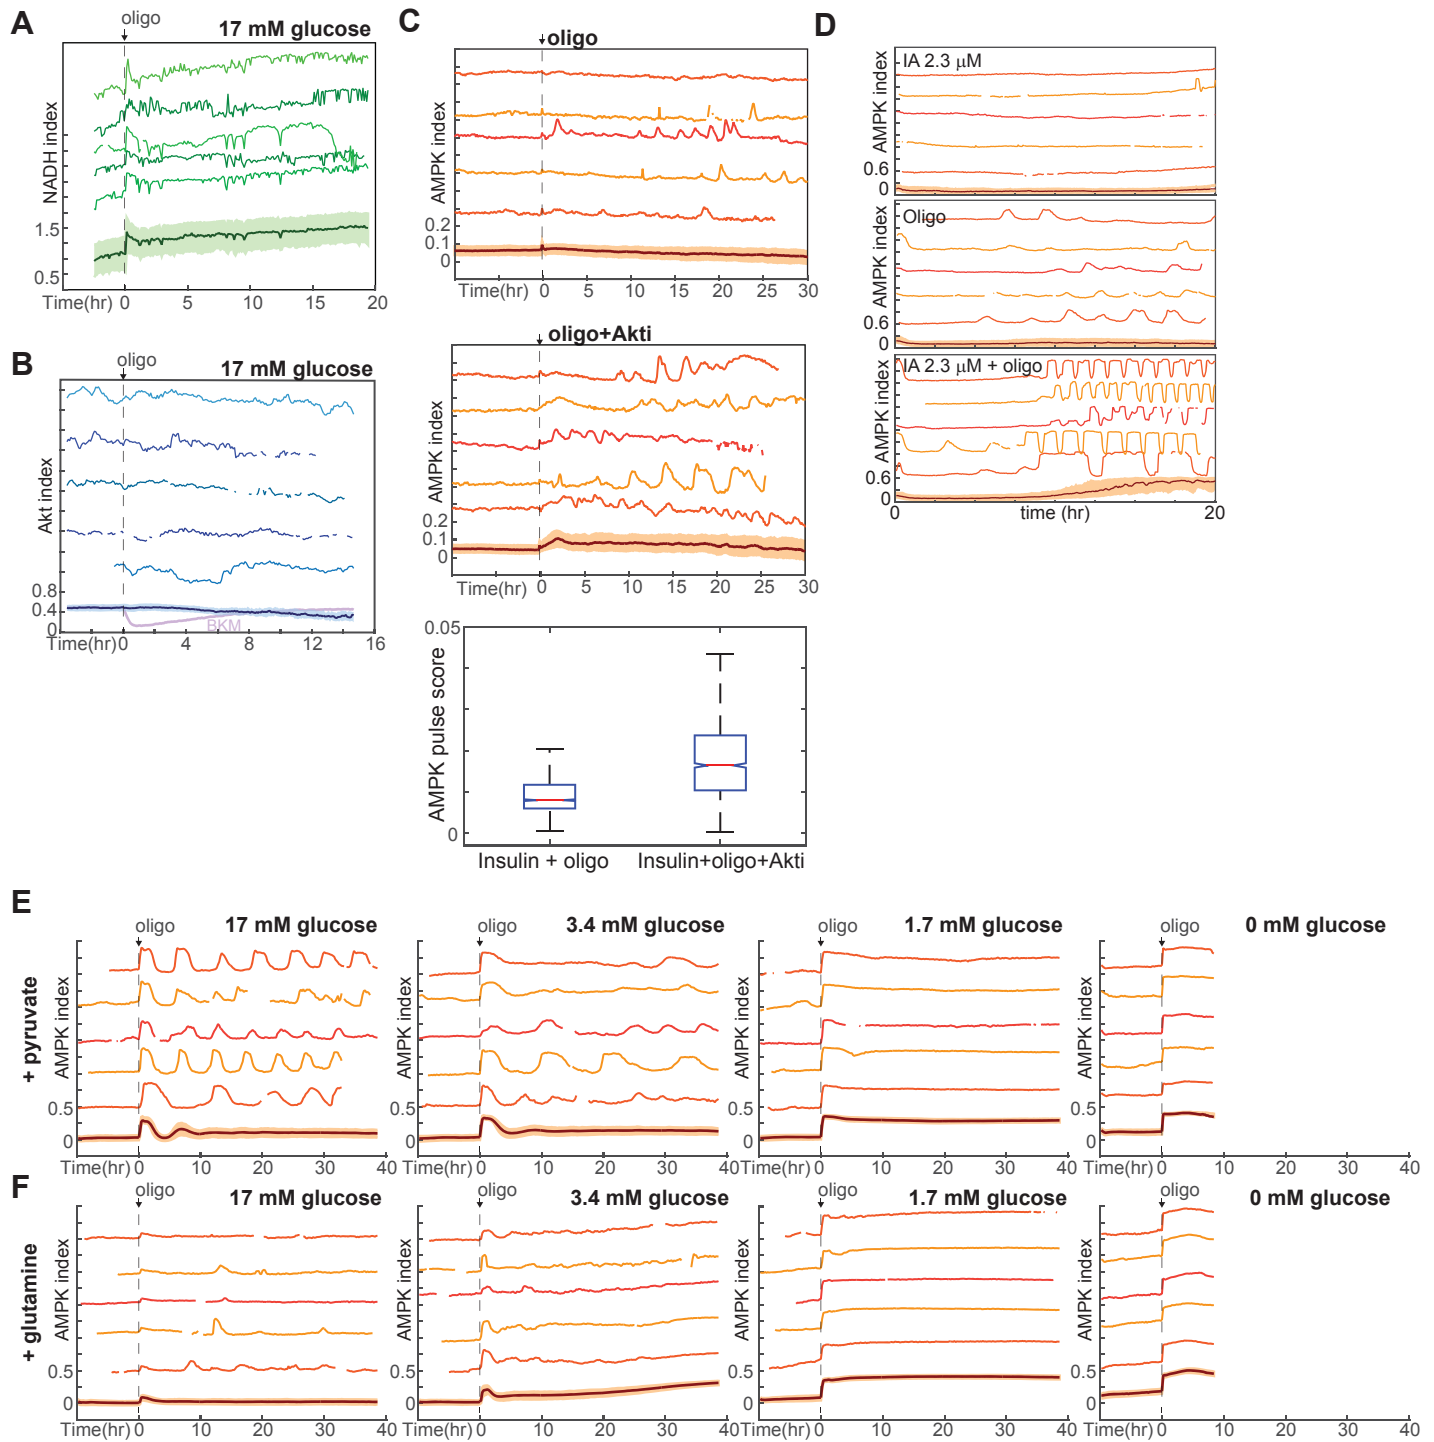 A
oligo
17 mM glucose
NADH index
1.5
0.5
Time(hr) 0 5 10 15 20
B
oligo
17 mM glucose
Akt index
0.8
0.4
0
BKM
Time(hr) 0 4 8 12 16
C
oligo
AMPK index
0.2
0.1
0
Time(hr) 0 5 10 15 20 25 30
oligo+Akti
AMPK index
0.2
0.1
0
Time(hr) 0 5 10 15 20 25 30
0.05
AMPK pulse score
0
Insulin + oligo Insulin+oligo+Akti
D
IA 2.3 µM
AMPK index
0.6
0
Oligo
AMPK index
0.6
0
IA 2.3 µM + oligo
AMPK index
0.6
0
0 time (hr) 20
E
+ pyruvate
oligo 17 mM glucose
AMPK index
0.5
0
Time(hr) 0 10 20 30 40
oligo 3.4 mM glucose
AMPK index
0.5
0
Time(hr) 0 10 20 30 40
oligo 1.7 mM glucose
AMPK index
0.5
0
Time(hr) 0 10 20 30 40
oligo 0 mM glucose
AMPK index
0.5
0
Time(hr) 0 10 20 30 40
F
+ glutamine
oligo 17 mM glucose
AMPK index
0.5
0
Time(hr) 0 10 20 30 40
oligo 3.4 mM glucose
AMPK index
0.5
0
Time(hr) 0 10 20 30 40
oligo 1.7 mM glucose
AMPK index
0.5
0
Time(hr) 0 10 20 30 40
oligo 0 mM glucose
AMPK index
0.5
0
Time(hr) 0 10 20 30 40